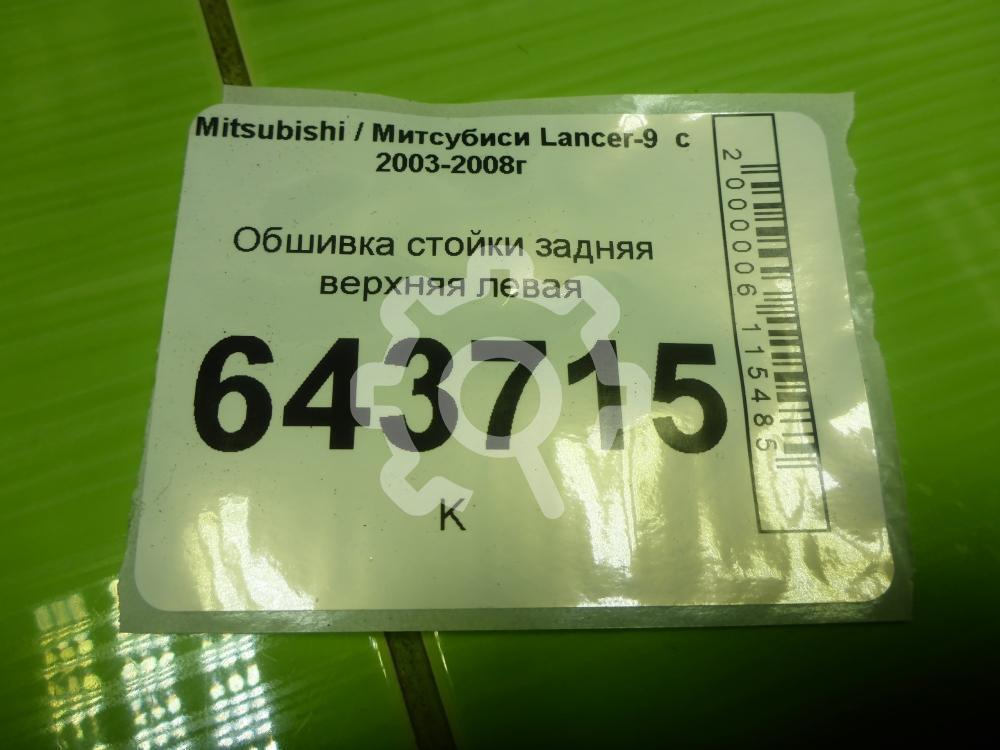 Mitsubishi / Митсубиси Lancer-9 с
2003-2008г
Обшивка стойки задняя
верхняя левая
643715
К
2000006115485